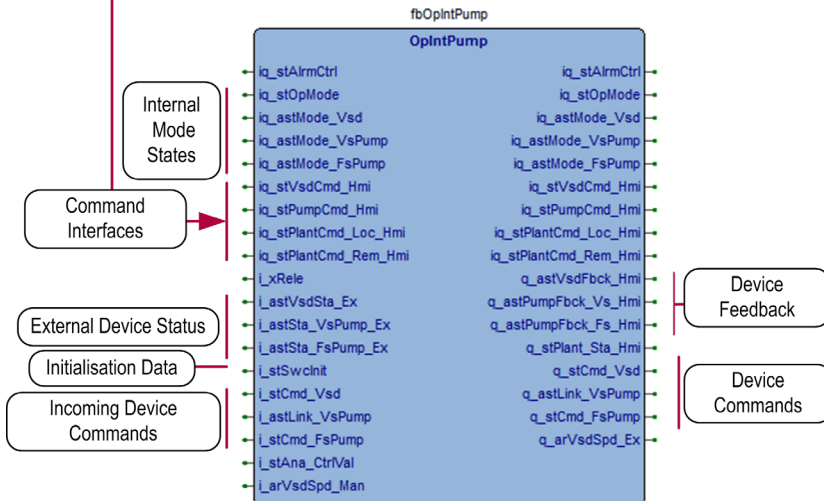 fbOpIntPump
OpIntPump
iq_stAlrmCtrl iq_stAlrmCtrl
iq_stOpMode iq_stOpMode
Internal
Mode
States
iq_astMode_Vsd iq_astMode_Vsd
iq_astMode_VsPump iq_astMode_VsPump
iq_astMode_FsPump iq_astMode_FsPump
Command
Interfaces
iq_stVsdCmd_Hmi iq_stVsdCmd_Hmi
iq_stPumpCmd_Hmi iq_stPumpCmd_Hmi
iq_stPlantCmd_Loc_Hmi iq_stPlantCmd_Loc_Hmi
iq_stPlantCmd_Rem_Hmi iq_stPlantCmd_Rem_Hmi
i_xRele q_astVsdFbck_Hmi
Device
Feedback
External Device Status
i_astVsdSta_Ex q_astPumpFbck_Vs_Hmi
i_astSta_VsPump_Ex q_astPumpFbck_Fs_Hmi
i_astSta_FsPump_Ex q_stPlant_Sta_Hmi
Initialisation Data
i_stSwcInit q_stCmd_Vsd
Device
Commands
Incoming Device
Commands
i_stCmd_Vsd q_astLink_VsPump
i_astLink_VsPump q_stCmd_FsPump
i_stCmd_FsPump q_arVsdSpd_Ex
i_stAna_CtrlVal
i_arVsdSpd_Man